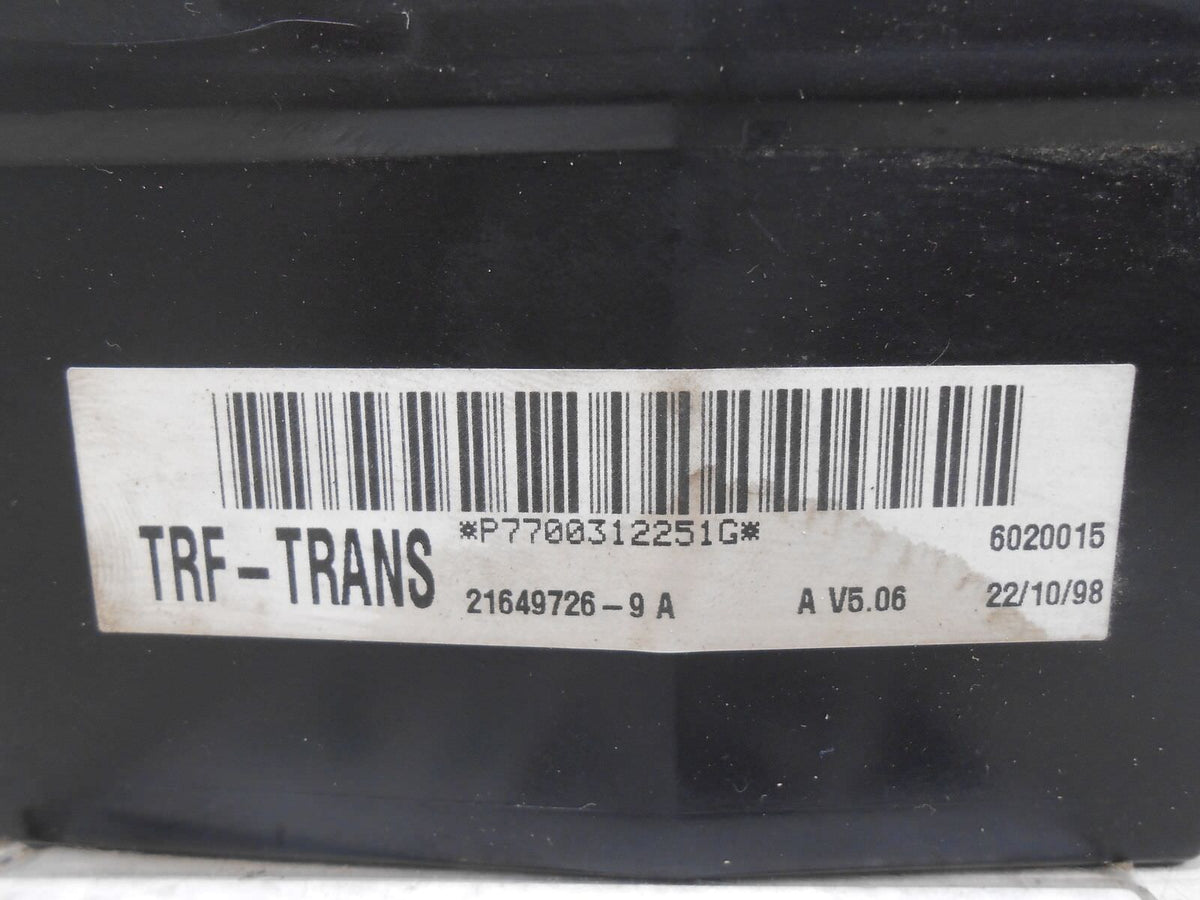 *P7700312251G*
6020015
TRF-TRANS
21649726-9 A A V5.06 22/10/98